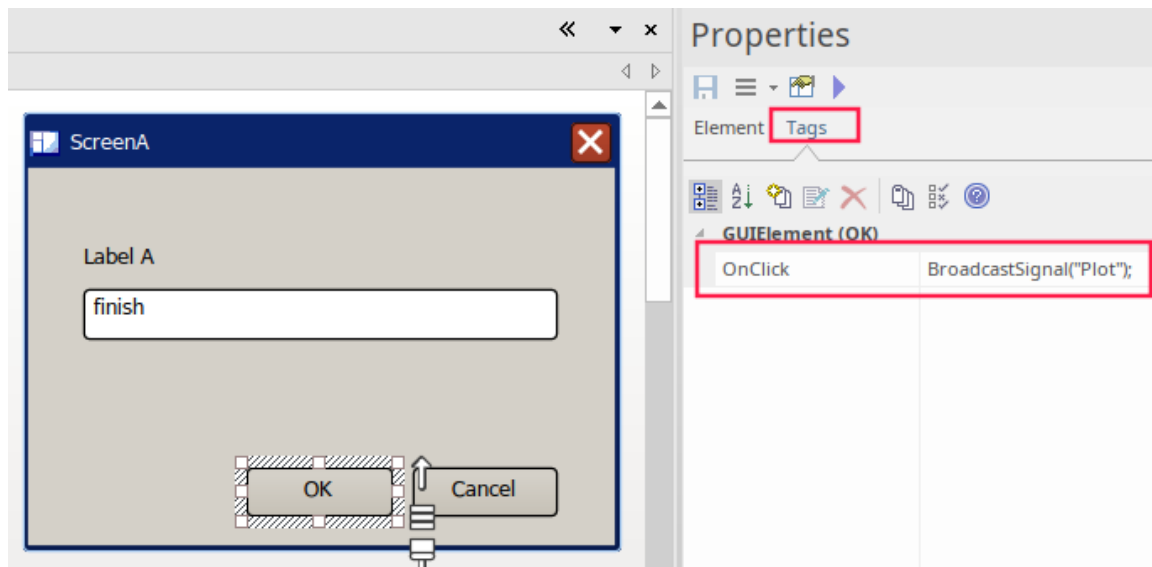 Properties
Element Tags
ScreenA
GUIElement (OK)
OnClick BroadcastSignal("Plot");
Label A
finish
OK Cancel